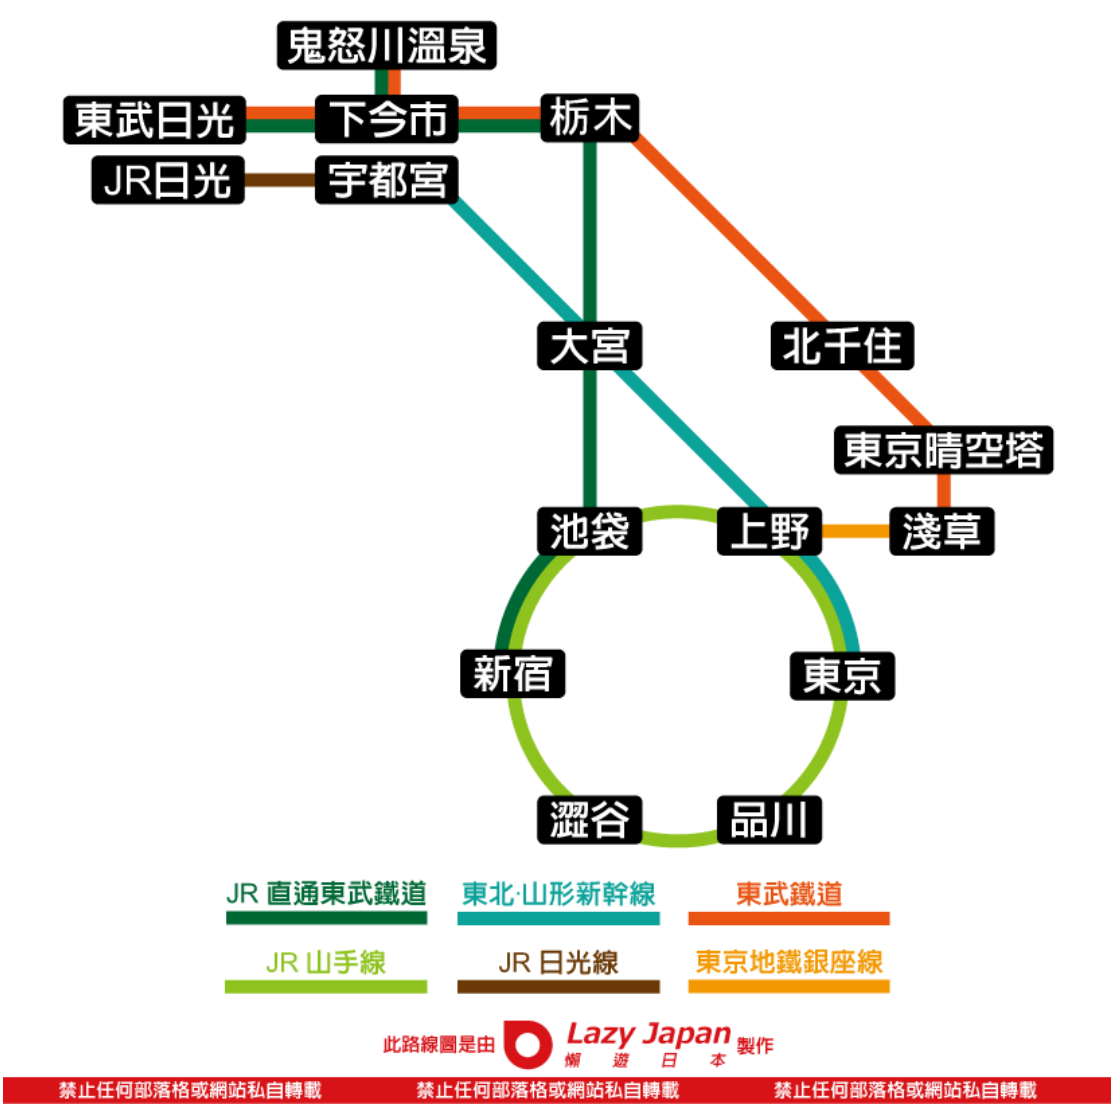 鬼怒川溫泉
東武日光
下今市
栃木
JR日光
宇都宮
大宮
北千住
東京晴空塔
池袋
上野
淺草
新宿
東京
澀谷
品川
JR 直通東武鐵道
東北·山形新幹線
東武鐵道
JR 山手線
JR 日光線
東京地鐵銀座線
此路線圖是由
Lazy Japan
懶遊日本
製作
禁止任何部落格或網站私自轉載
禁止任何部落格或網站私自轉載
禁止任何部落格或網站私自轉載